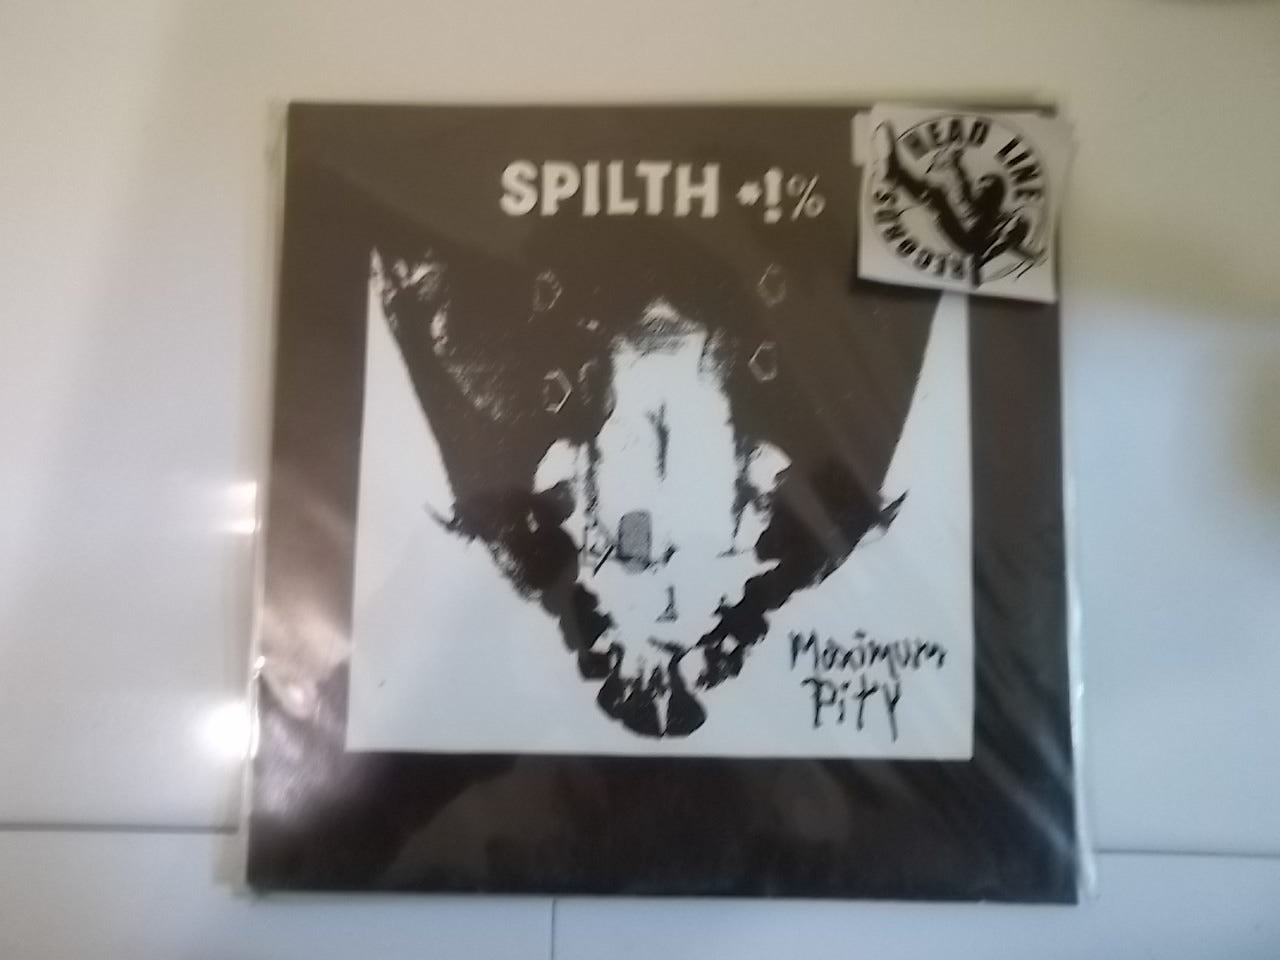 SPILTH *!%
HEAD LINE
RECORDS
Maximum
Pity